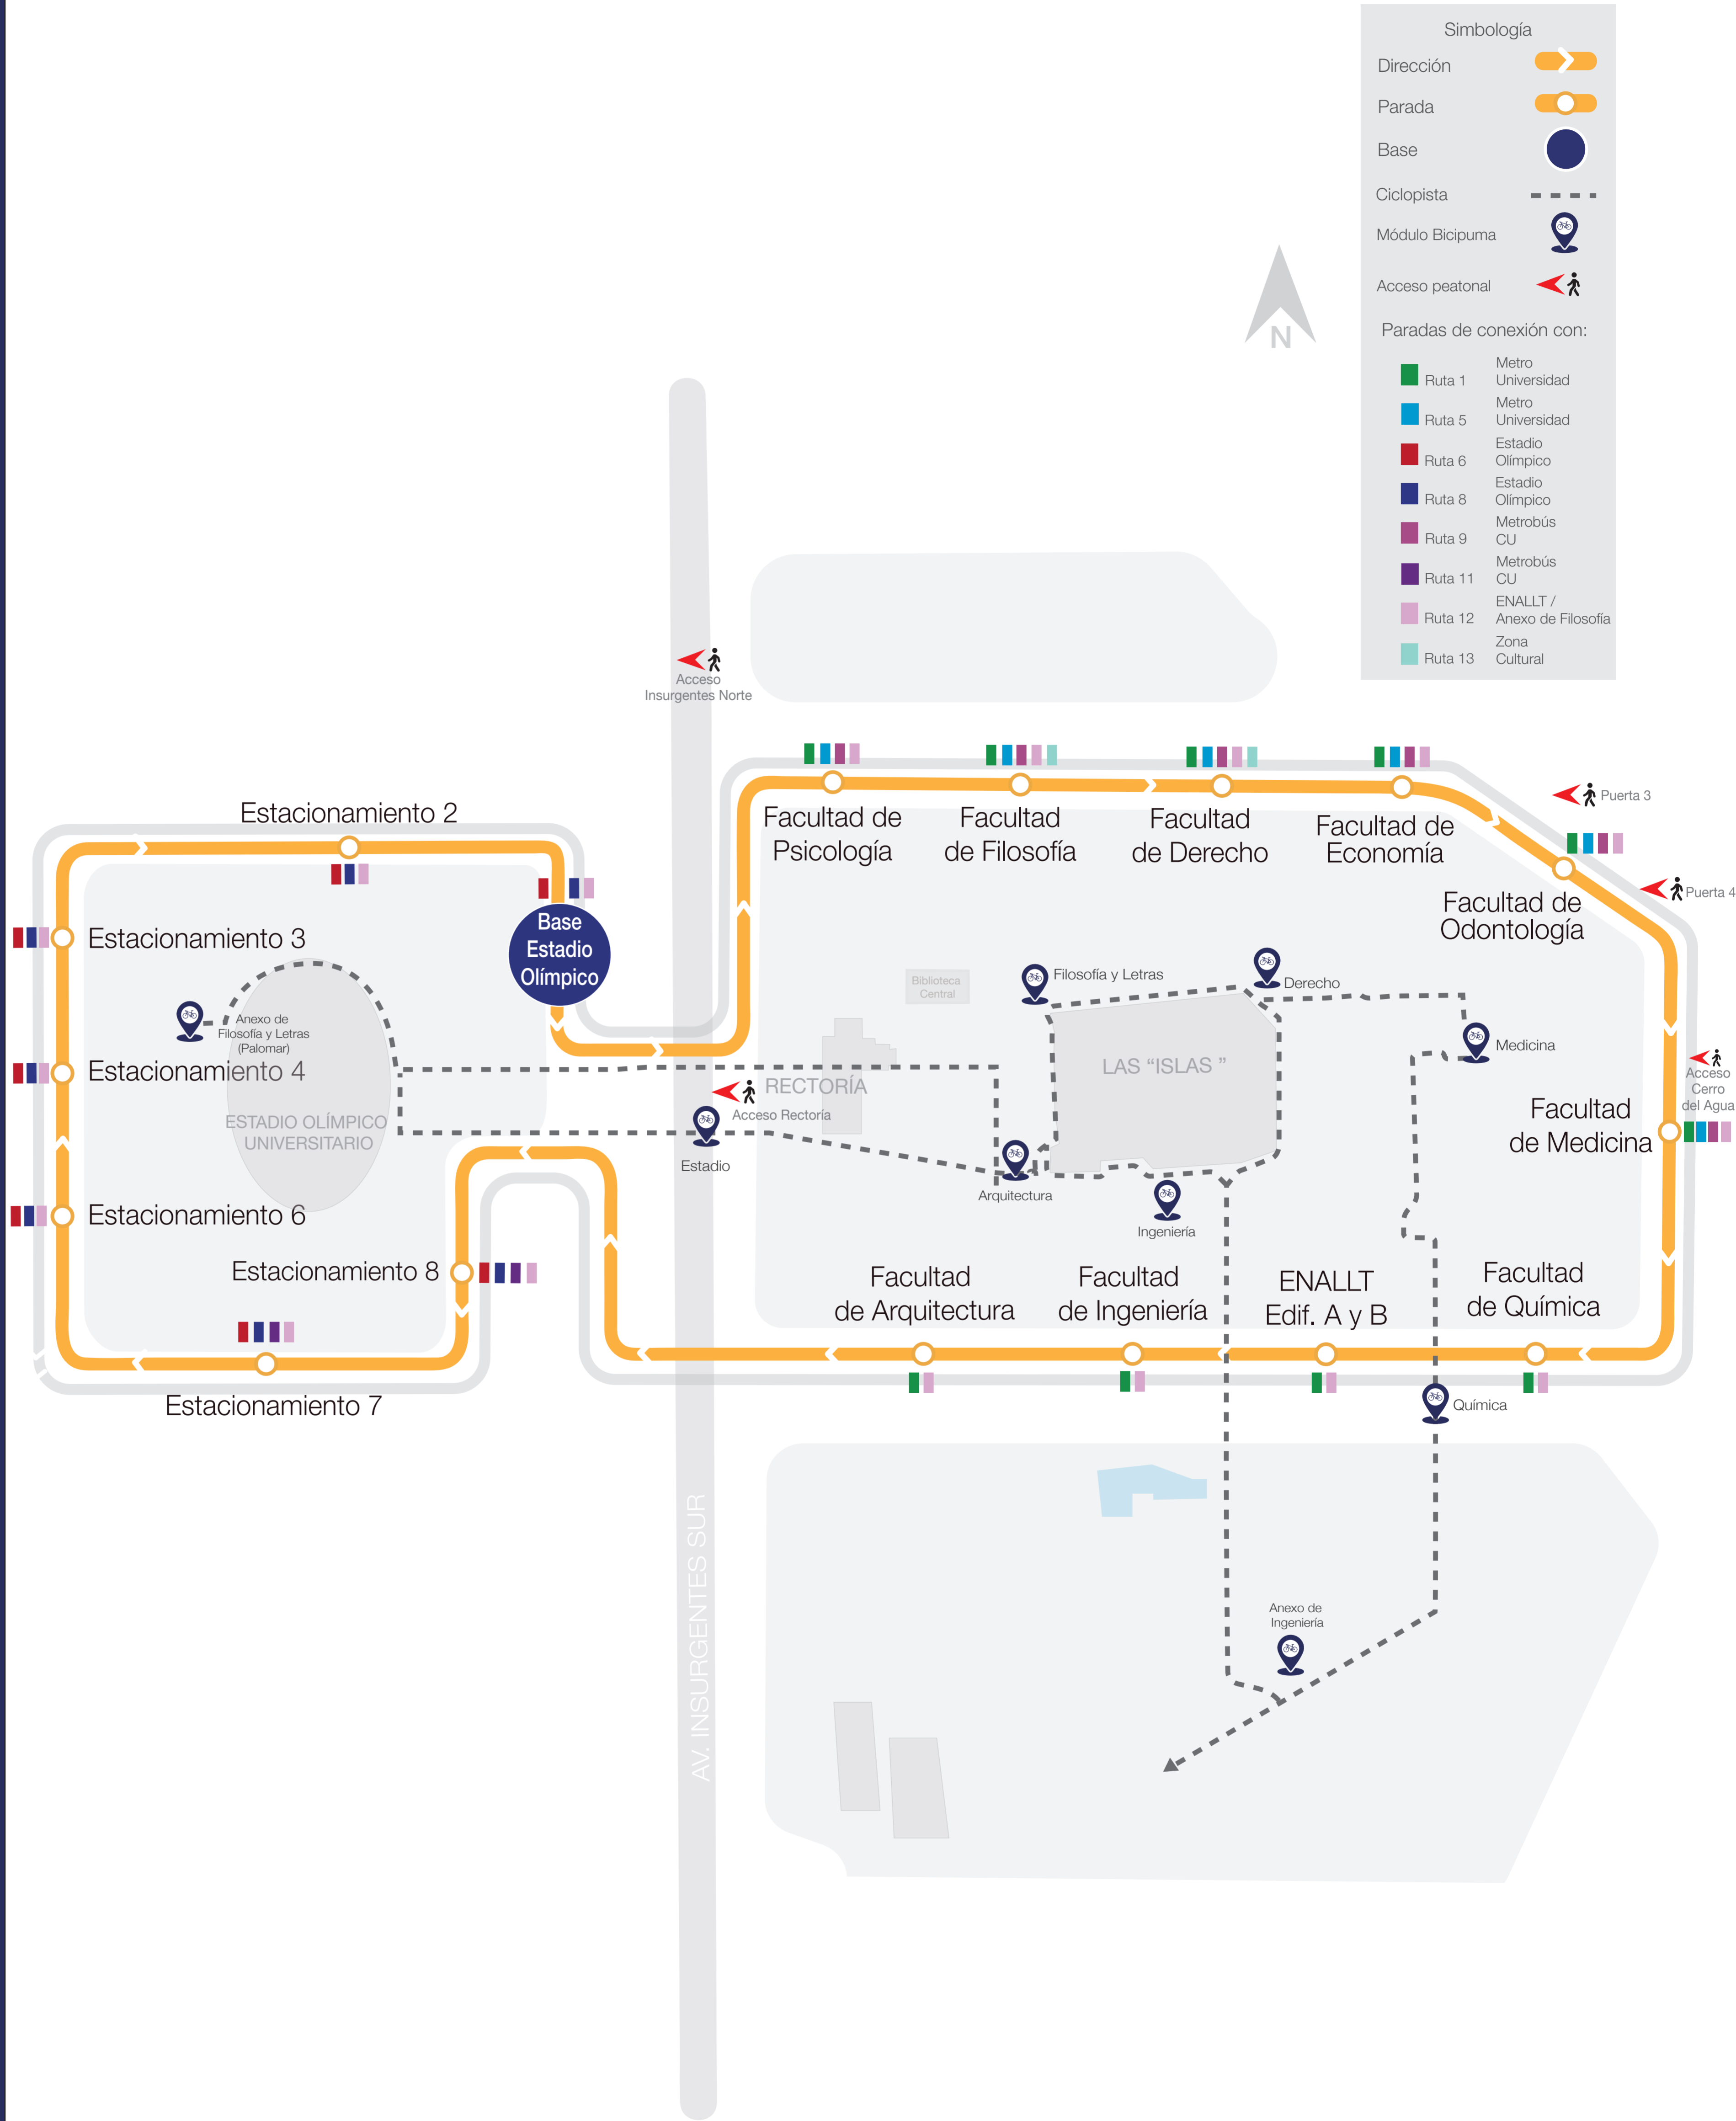 Simbología
Dirección
Parada
Base
Ciclopista
Módulo Bicipuma
Acceso peatonal
Paradas de conexión con:
Ruta 1
Metro
Universidad
Ruta 5
Metro
Universidad
Ruta 6
Estadio
Olímpico
Ruta 8
Estadio
Olímpico
Ruta 9
Metrobús
CU
Ruta 11
Metrobús
CU
Ruta 12
ENALLT /
Anexo de Filosofía
Ruta 13
Zona
Cultural
N
Acceso
Insurgentes Norte
Puerta 3
Puerta 4
Estacionamiento 2
Facultad de
Psicología
Facultad
de Filosofía
Facultad
de Derecho
Facultad de
Economía
Facultad de
Odontología
Estacionamiento 3
Base
Estadio
Olímpico
Biblioteca
Central
Filosofía y Letras
Derecho
Anexo de
Filosofía y Letras
(Palomar)
Medicina
Estacionamiento 4
RECTORÍA
LAS “ISLAS ”
Acceso
Cerro
del Agua
Acceso Rectoría
ESTADIO OLÍMPICO
UNIVERSITARIO
Facultad
de Medicina
Estadio
Arquitectura
Ingeniería
Estacionamiento 6
Estacionamiento 8
Facultad
de Arquitectura
Facultad
de Ingeniería
ENALLT
Edif. A y B
Facultad
de Química
Estacionamiento 7
Química
AV. INSURGENTES SUR
Anexo de
Ingeniería